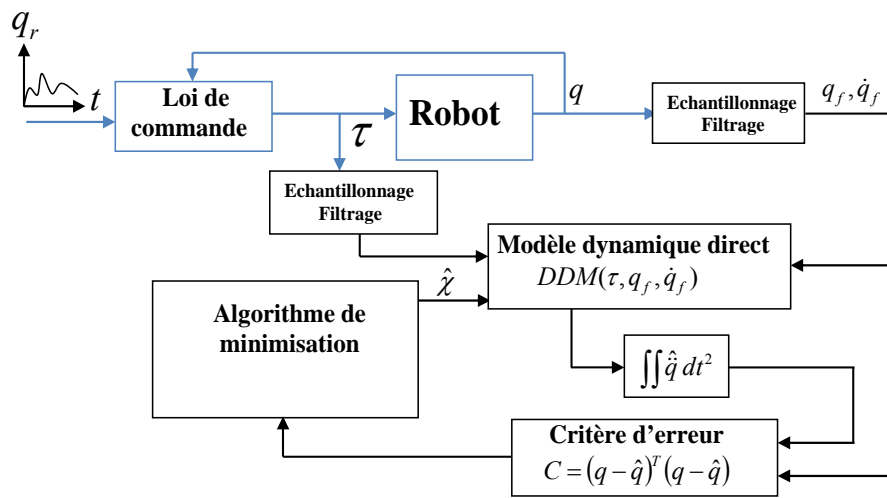 q_r
t
Loi de
commande
τ
Robot
q
Echantillonnage
Filtrage
q_f, q̇_f
Echantillonnage
Filtrage
Modèle dynamique direct
DDM(τ, q_f, q̇_f)
χ̂
Algorithme de
minimisation
∬ q̈̂ dt²
Critère d'erreur
C = (q − q̂)^T (q − q̂)